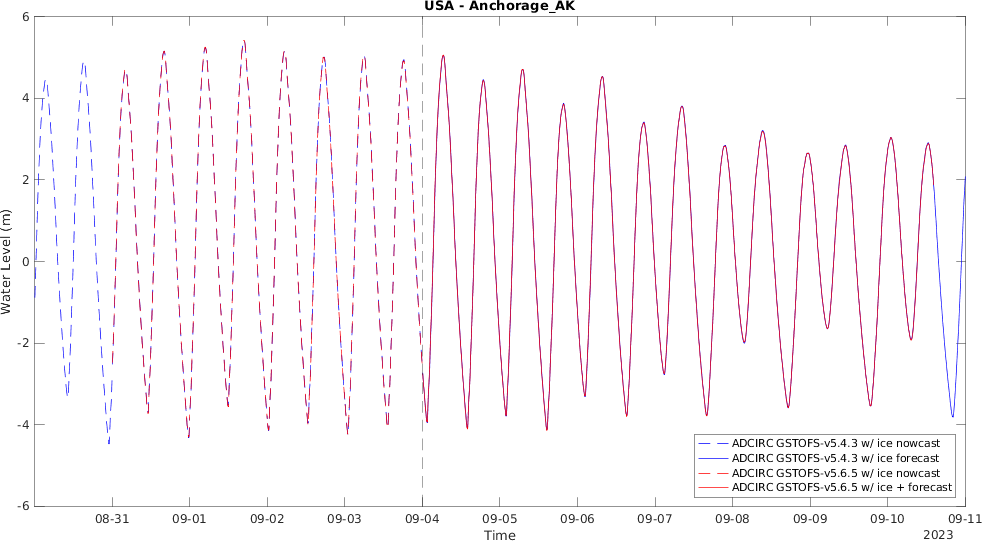 USA - Anchorage_AK
6
4
2
0
-2
-4
-6
Water Level (m)
ADCIRC GSTOFS-v5.4.3 w/ ice nowcast
ADCIRC GSTOFS-v5.4.3 w/ ice forecast
ADCIRC GSTOFS-v5.6.5 w/ ice nowcast
ADCIRC GSTOFS-v5.6.5 w/ ice + forecast
08-31 09-01 09-02 09-03 09-04 09-05 09-06 09-07 09-08 09-09 09-10 09-11
Time
2023